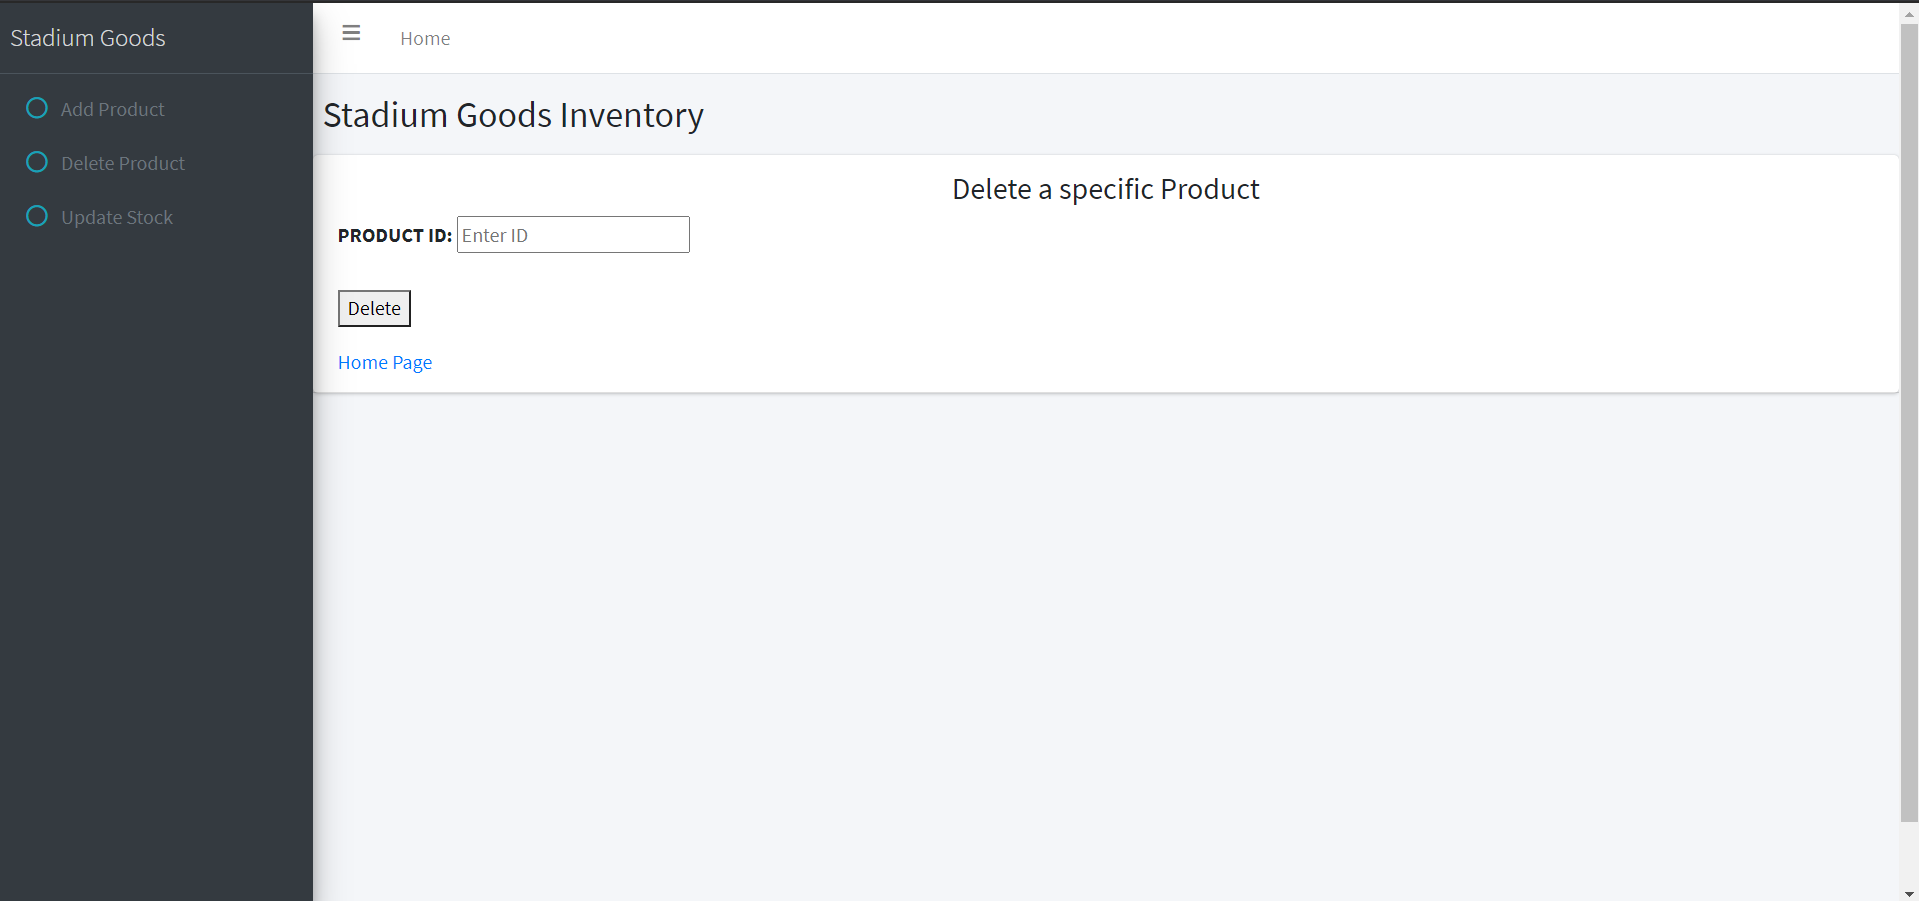 Stadium Goods
Home
Add Product
Delete Product
Update Stock
Stadium Goods Inventory
Delete a specific Product
PRODUCT ID: Enter ID
Delete
Home Page